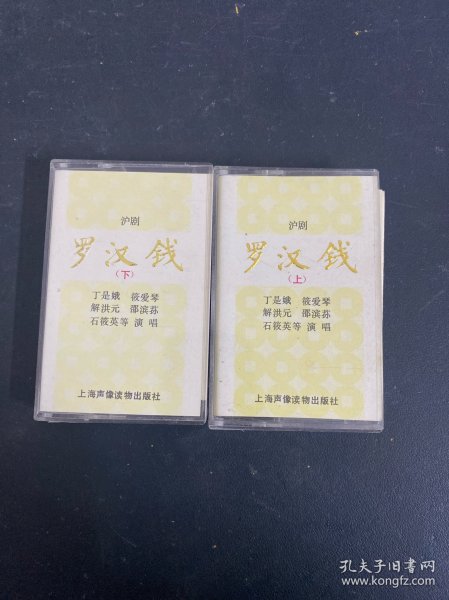 沪剧
罗汉钱
（下）
丁是娥 筱爱琴
解洪元 邵滨荪
石筱英等 演唱
上海声像读物出版社
沪剧
罗汉钱
（上）
丁是娥 筱爱琴
解洪元 邵滨荪
石筱英等 演唱
上海声像读物出版社
孔夫子旧书网
www.kongfz.com